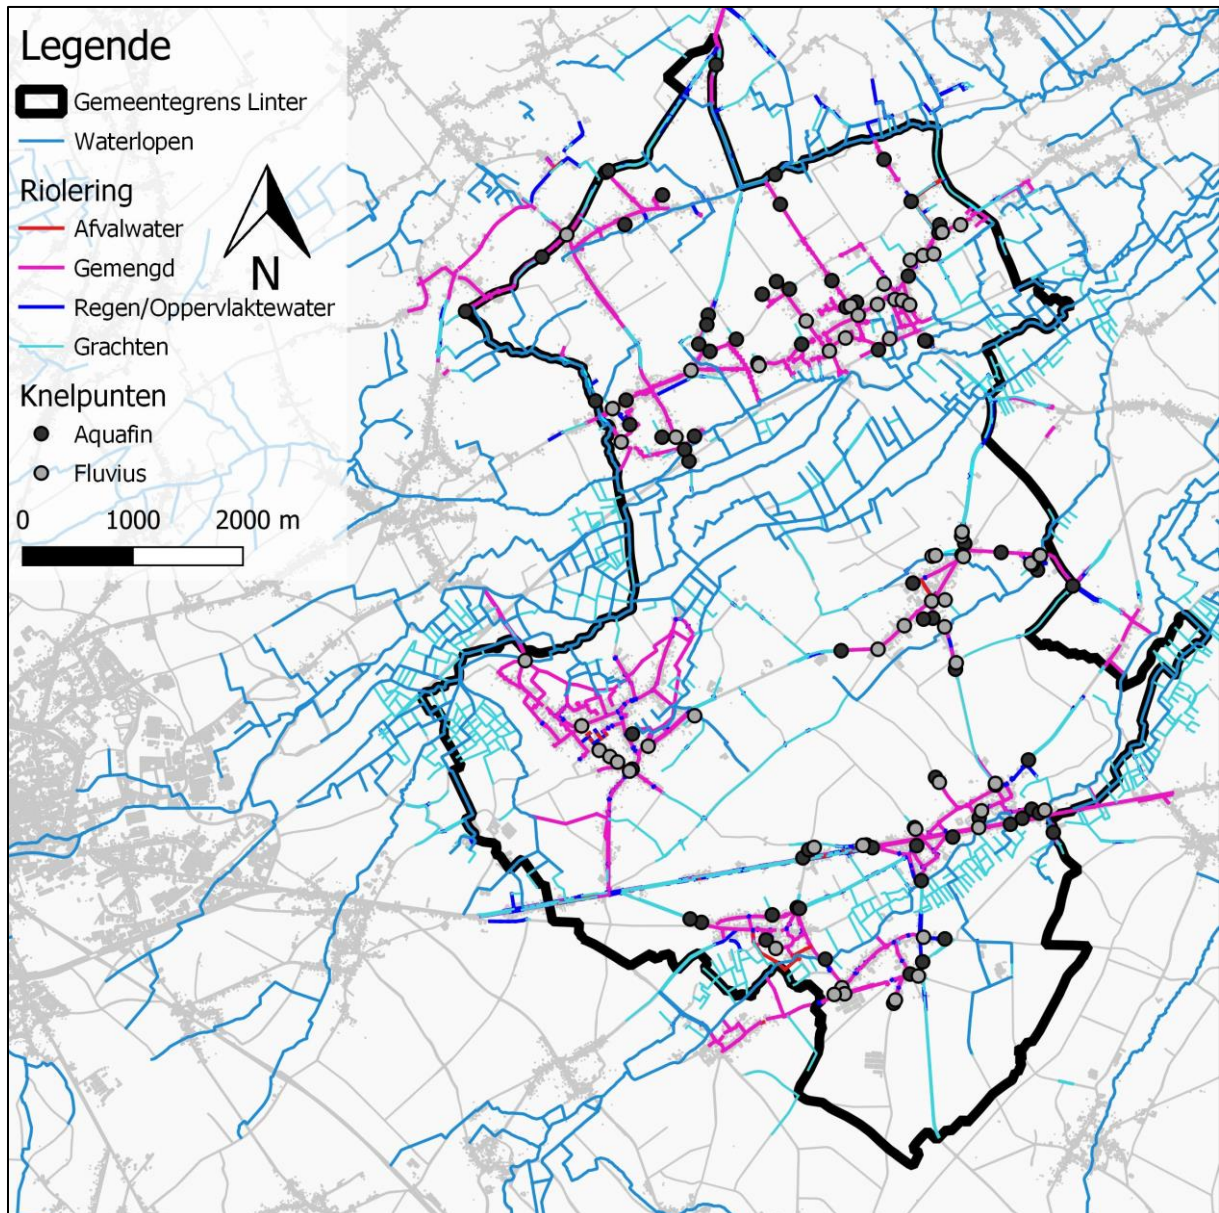 Legende
Gemeentegrens Linter
Waterlopen
Riolering
Afvalwater
Gemengd
Regen/Oppervlaktewater
Grachten
N
Knelpunten
Aquafin
Fluvius
0 1000 2000 m